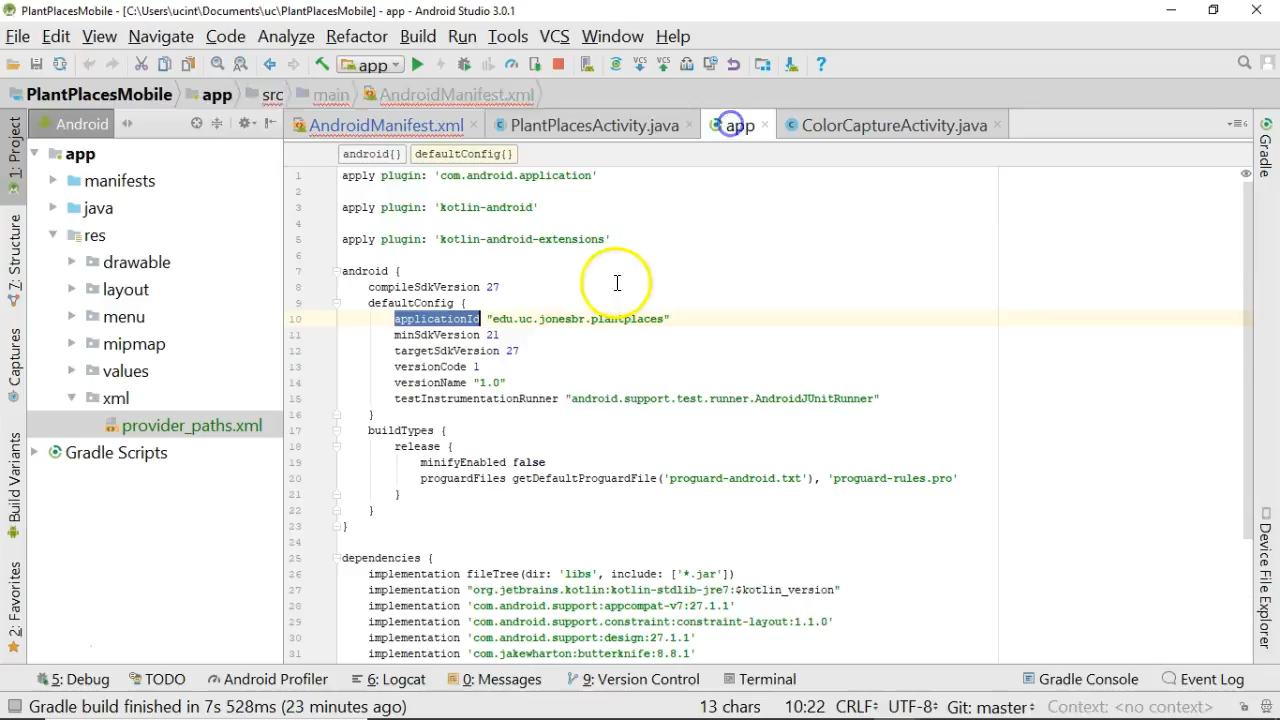 PlantPlacesMobile - [C:\Users\ucint\Documents\uc\PlantPlacesMobile] - app - Android Studio 3.0.1
File Edit View Navigate Code Analyze Refactor Build Run Tools VCS Window Help
app
PlantPlacesMobile app src main AndroidManifest.xml
Android
AndroidManifest.xml PlantPlacesActivity.java app ColorCaptureActivity.java
android{} defaultConfig{}
1: Project
7: Structure
Captures
Build Variants
2: Favorites
app
manifests
java
res
drawable
layout
menu
mipmap
values
xml
provider_paths.xml
Gradle Scripts
1 apply plugin: 'com.android.application'
2
3 apply plugin: 'kotlin-android'
4
5 apply plugin: 'kotlin-android-extensions'
6
7 android {
8 compileSdkVersion 27
9 defaultConfig {
10 applicationId "edu.uc.jonesbr.plantplaces"
11 minSdkVersion 21
12 targetSdkVersion 27
13 versionCode 1
14 versionName "1.0"
15 testInstrumentationRunner "android.support.test.runner.AndroidJUnitRunner"
16 }
17 buildTypes {
18 release {
19 minifyEnabled false
20 proguardFiles getDefaultProguardFile('proguard-android.txt'), 'proguard-rules.pro'
21 }
22 }
23 }
24
25 dependencies {
26 implementation fileTree(dir: 'libs', include: ['*.jar'])
27 implementation "org.jetbrains.kotlin:kotlin-stdlib-jre7:$kotlin_version"
28 implementation 'com.android.support:appcompat-v7:27.1.1'
29 implementation 'com.android.support.constraint:constraint-layout:1.1.0'
30 implementation 'com.android.support:design:27.1.1'
31 implementation 'com.jakewharton:butterknife:8.8.1'
Gradle
Device File Explorer
5: Debug TODO Android Profiler 6: Logcat 0: Messages 9: Version Control Terminal Gradle Console Event Log
Gradle build finished in 7s 528ms (23 minutes ago) 13 chars 10:22 CRLF UTF-8 Git: master Context: <no context>